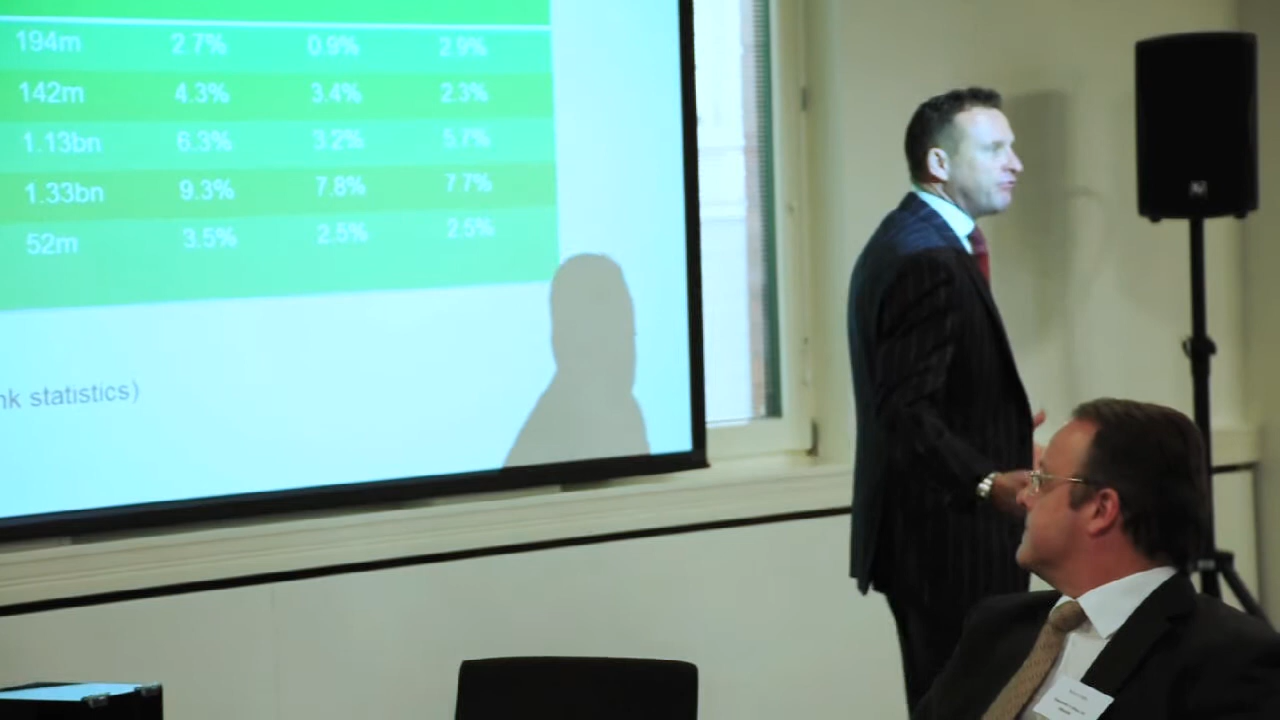 194m 2.7% 0.9% 2.9%
142m 4.3% 3.4% 2.3%
1.13bn 6.3% 3.2% 5.7%
1.33bn 9.3% 7.8% 7.7%
52m 3.5% 2.5% 2.5%
nk statistics)